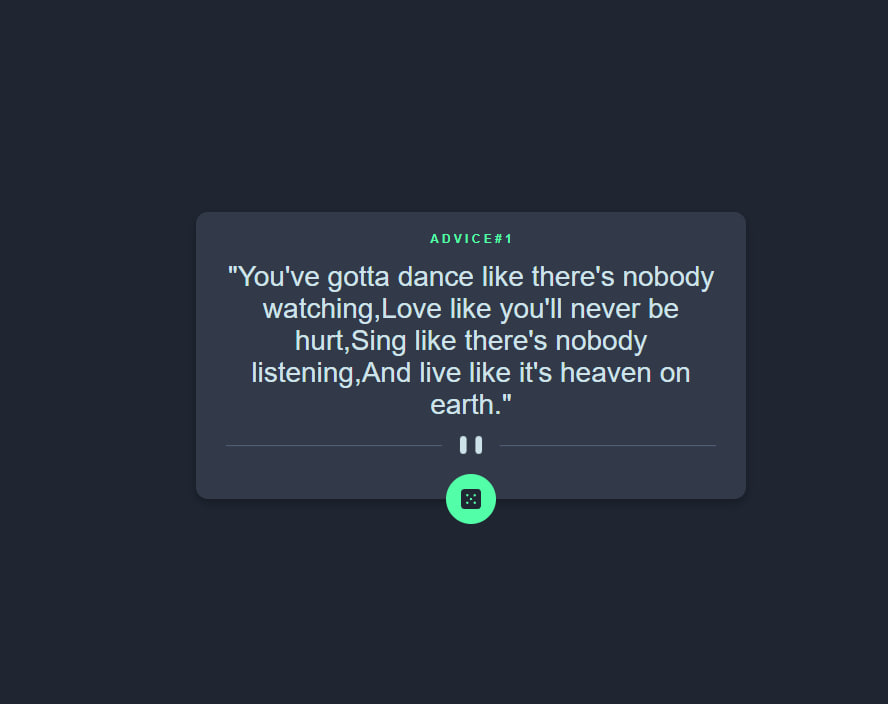 ADVICE#1
"You've gotta dance like there's nobody
watching,Love like you'll never be
hurt,Sing like there's nobody
listening,And live like it's heaven on
earth."